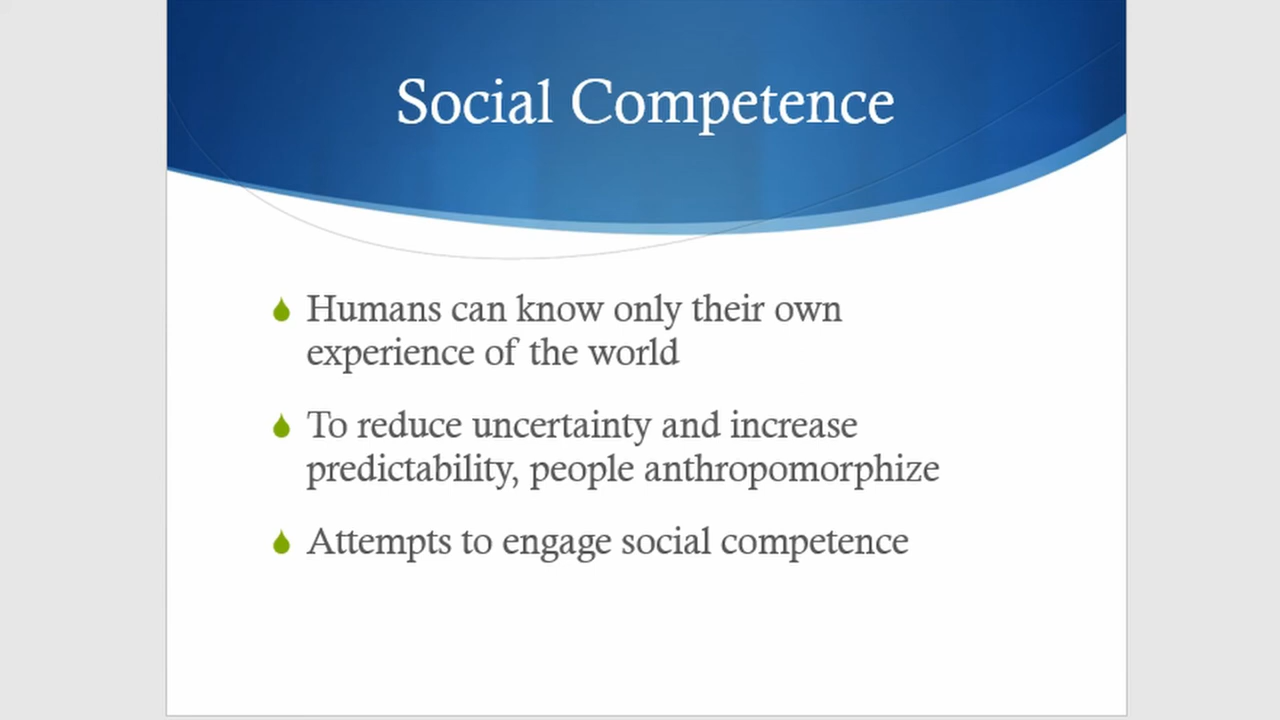 Social Competence
Humans can know only their own
experience of the world
To reduce uncertainty and increase
predictability, people anthropomorphize
Attempts to engage social competence